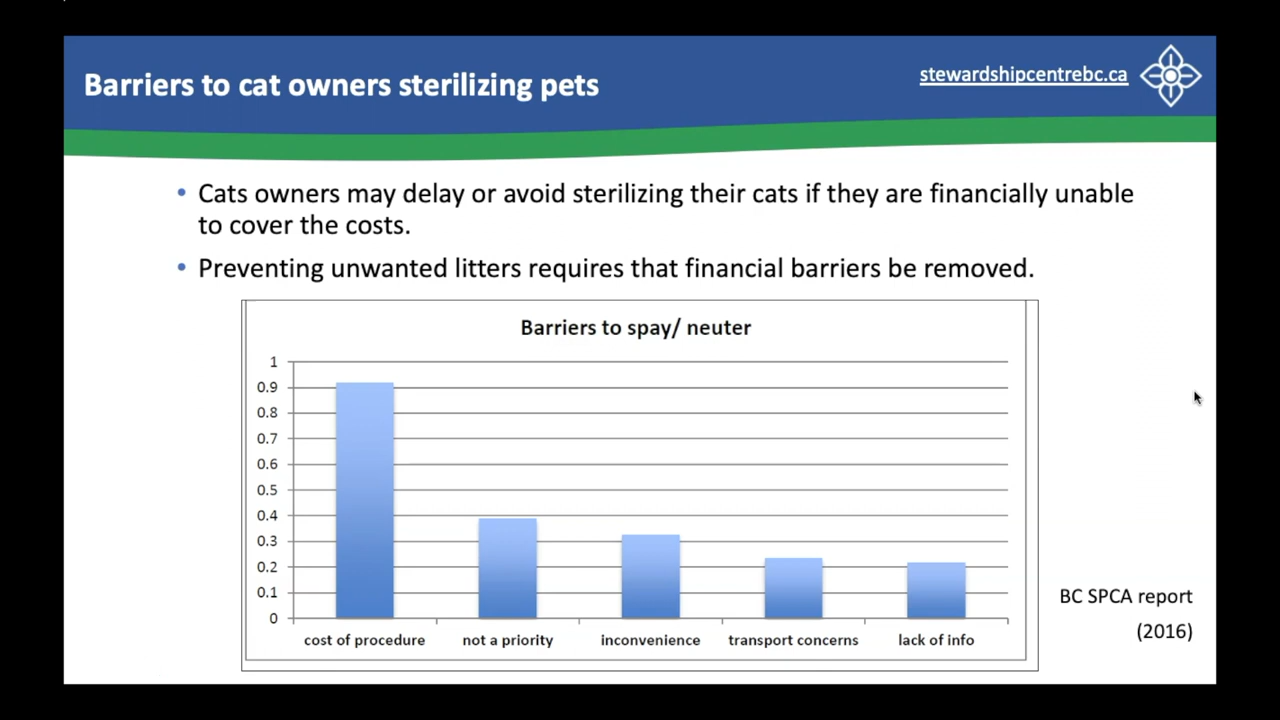 Barriers to cat owners sterilizing pets
stewardshipcentrebc.ca
• Cats owners may delay or avoid sterilizing their cats if they are financially unable
to cover the costs.
• Preventing unwanted litters requires that financial barriers be removed.
Barriers to spay/ neuter
1
0.9
0.8
0.7
0.6
0.5
0.4
0.3
0.2
0.1
0
cost of procedure
not a priority
inconvenience
transport concerns
lack of info
BC SPCA report
(2016)